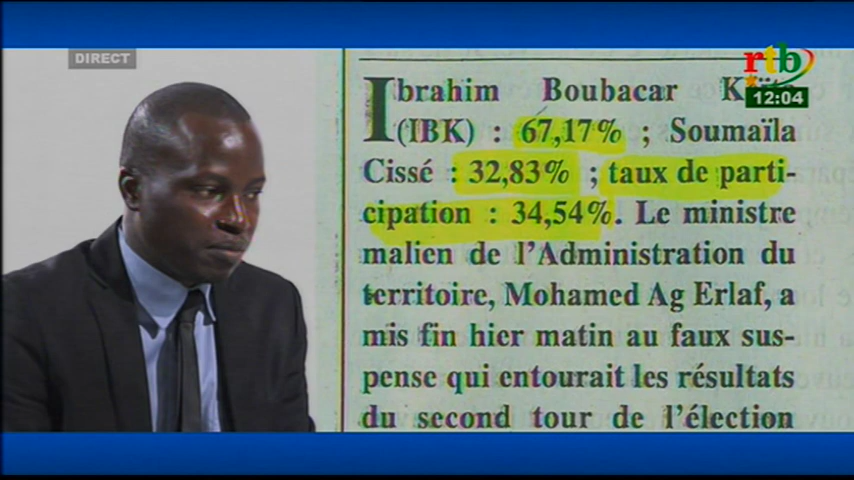 DIRECT
rtb
12:04
Ibrahim Boubacar Keïta
(IBK) : 67,17% ; Soumaïla
Cissé : 32,83% ; taux de parti-
cipation : 34,54%. Le ministre
malien de l'Administration du
territoire, Mohamed Ag Erlaf, a
mis fin hier matin au faux sus-
pense qui entourait les résultats
du second tour de l'élection